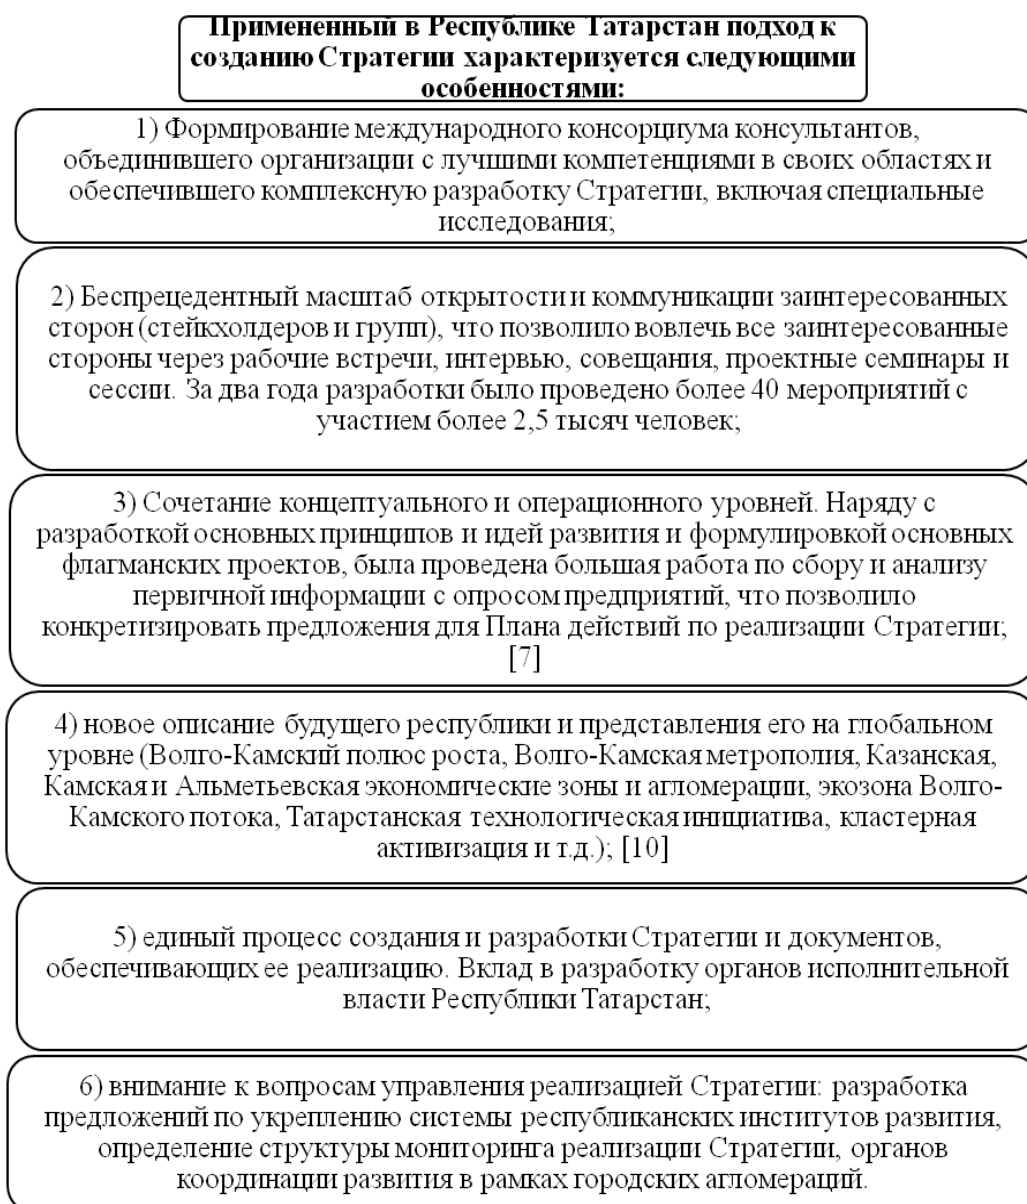 Примененный в Республике Татарстан подход к
созданию Стратегии характеризуется следующими
особенностями:
1) Формирование международного консорциума консультантов,
объединившего организации с лучшими компетенциями в своих областях и
обеспечившего комплексную разработку Стратегии, включая специальные
исследования;
2) Беспрецедентный масштаб открытости и коммуникации заинтересованных
сторон (стейкхолдеров и групп), что позволило вовлечь все заинтересованные
стороны через рабочие встречи, интервью, совещания, проектные семинары и
сессии. За два года разработки было проведено более 40 мероприятий с
участием более 2,5 тысяч человек;
3) Сочетание концептуального и операционного уровней. Наряду с
разработкой основных принципов и идей развития и формулировкой основных
флагманских проектов, была проведена большая работа по сбору и анализу
первичной информации с опросом предприятий, что позволило
конкретизировать предложения для Плана действий по реализации Стратегии;
[7]
4) новое описание будущего республики и представления его на глобальном
уровне (Волго-Камский полюс роста, Волго-Камская метрополия, Казанская,
Камская и Альметьевская экономические зоны и агломерации, экозона Волго-
Камского потока, Татарстанская технологическая инициатива, кластерная
активизация и т.д.); [10]
5) единый процесс создания и разработки Стратегии и документов,
обеспечивающих ее реализацию. Вклад в разработку органов исполнительной
власти Республики Татарстан;
6) внимание к вопросам управления реализацией Стратегии: разработка
предложений по укреплению системы республиканских институтов развития,
определение структуры мониторинга реализации Стратегии, органов
координации развития в рамках городских агломераций.